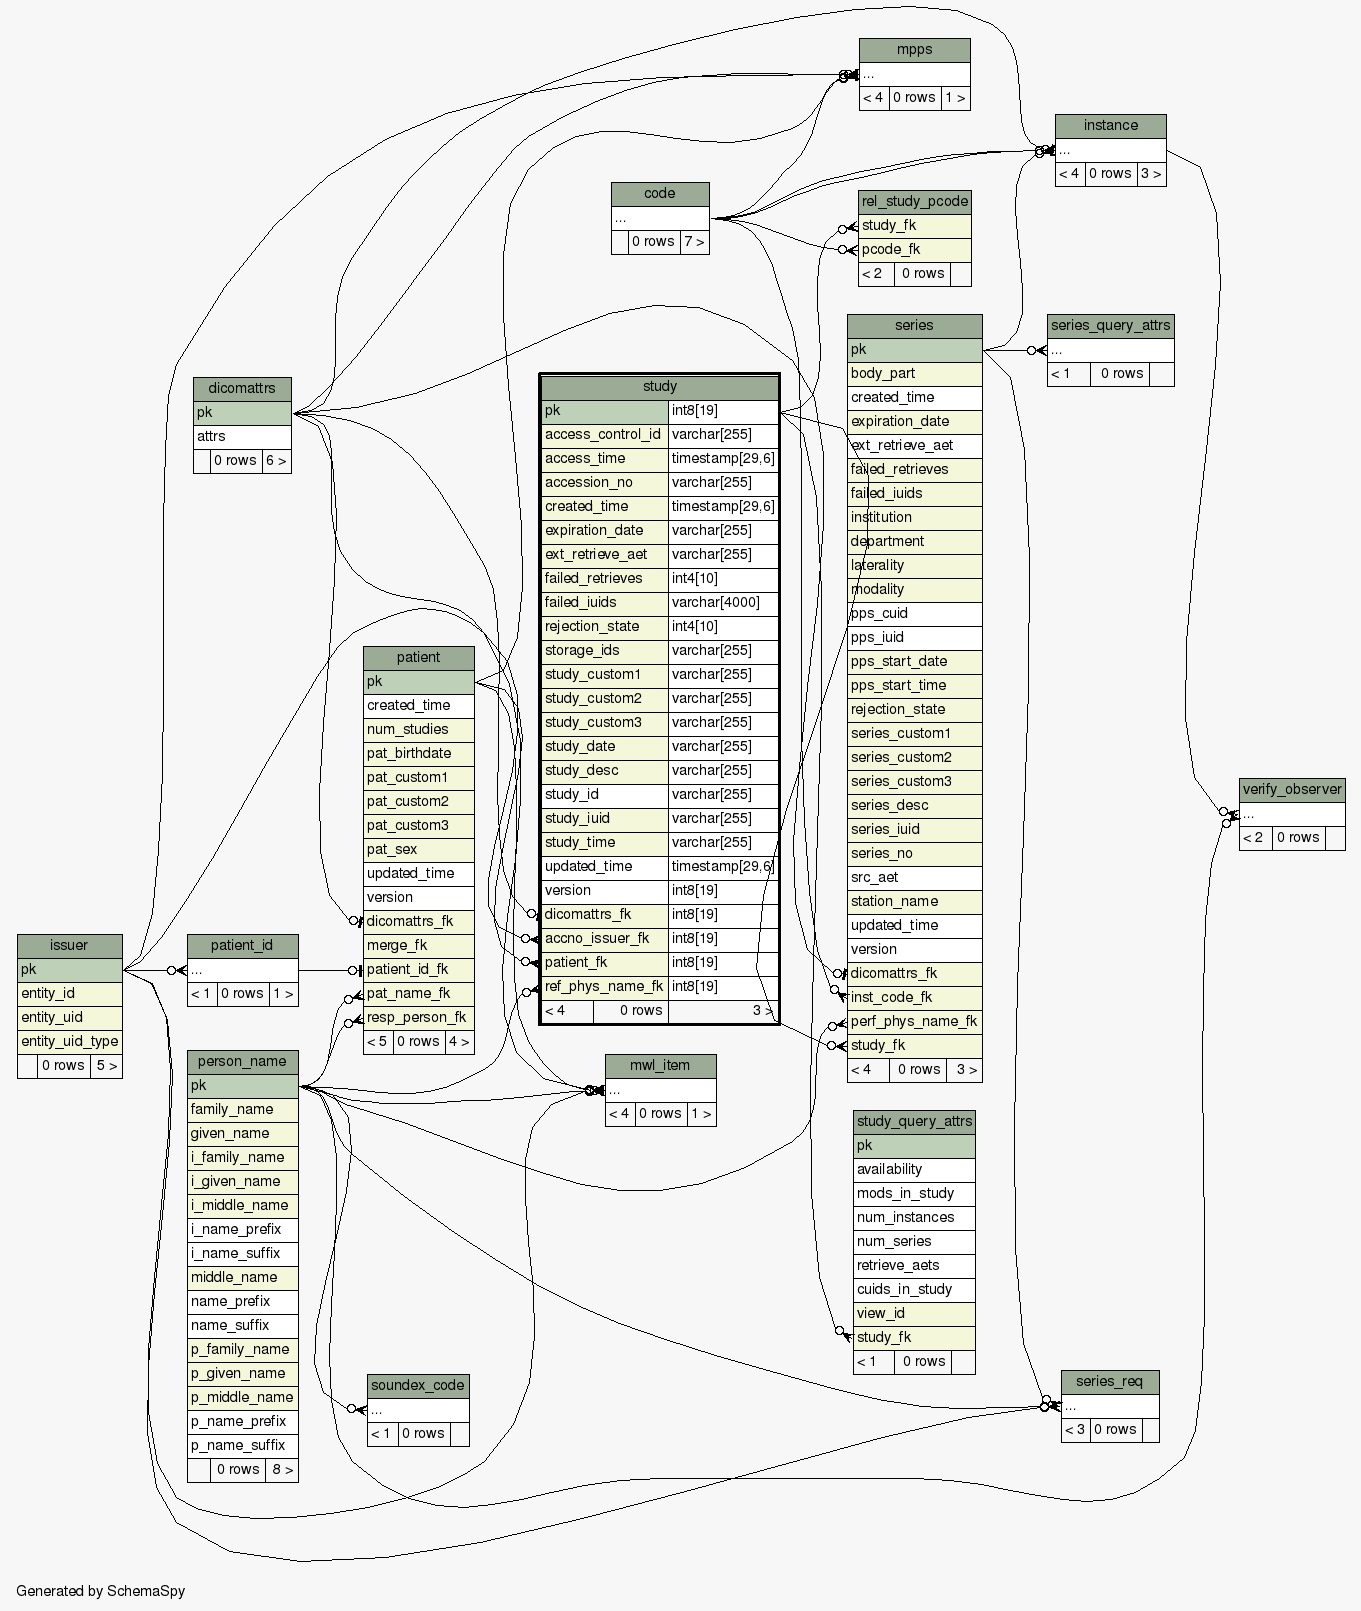 mpps
...
< 4 0 rows 1 >
instance
...
< 4 0 rows 3 >
code
...
0 rows 7 >
rel_study_pcode
study_fk
pcode_fk
< 2 0 rows
series_query_attrs
...
< 1 0 rows
dicomattrs
pk
attrs
0 rows 6 >
study
pk int8[19]
access_control_id varchar[255]
access_time timestamp[29,6]
accession_no varchar[255]
created_time timestamp[29,6]
expiration_date varchar[255]
ext_retrieve_aet varchar[255]
failed_retrieves int4[10]
failed_iuids varchar[4000]
rejection_state int4[10]
storage_ids varchar[255]
study_custom1 varchar[255]
study_custom2 varchar[255]
study_custom3 varchar[255]
study_date varchar[255]
study_desc varchar[255]
study_id varchar[255]
study_iuid varchar[255]
study_time varchar[255]
updated_time timestamp[29,6]
version int8[19]
dicomattrs_fk int8[19]
accno_issuer_fk int8[19]
patient_fk int8[19]
ref_phys_name_fk int8[19]
< 4 0 rows 3 >
series
pk
body_part
created_time
expiration_date
ext_retrieve_aet
failed_retrieves
failed_iuids
institution
department
laterality
modality
pps_cuid
pps_iuid
pps_start_date
pps_start_time
rejection_state
series_custom1
series_custom2
series_custom3
series_desc
series_iuid
series_no
src_aet
station_name
updated_time
version
dicomattrs_fk
inst_code_fk
perf_phys_name_fk
study_fk
< 4 0 rows 3 >
patient
pk
created_time
num_studies
pat_birthdate
pat_custom1
pat_custom2
pat_custom3
pat_sex
updated_time
version
dicomattrs_fk
merge_fk
patient_id_fk
pat_name_fk
resp_person_fk
< 5 0 rows 4 >
verify_observer
...
< 2 0 rows
issuer
pk
entity_id
entity_uid
entity_uid_type
0 rows 5 >
patient_id
...
< 1 0 rows 1 >
person_name
pk
family_name
given_name
i_family_name
i_given_name
i_middle_name
i_name_prefix
i_name_suffix
middle_name
name_prefix
name_suffix
p_family_name
p_given_name
p_middle_name
p_name_prefix
p_name_suffix
0 rows 8 >
mwl_item
...
< 4 0 rows 1 >
study_query_attrs
pk
availability
mods_in_study
num_instances
num_series
retrieve_aets
cuids_in_study
view_id
study_fk
< 1 0 rows
soundex_code
...
< 1 0 rows
series_req
...
< 3 0 rows
Generated by SchemaSpy